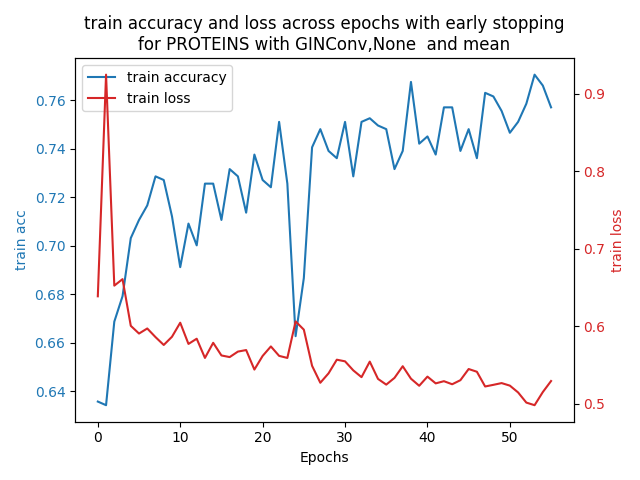 train accuracy and loss across epochs with early stopping
for PROTEINS with GINConv,None  and mean
train accuracy
train loss
train acc
0.76
0.74
0.72
0.70
0.68
0.66
0.64
0.9
0.8
0.7
0.6
0.5
train loss
0 10 20 30 40 50
Epochs